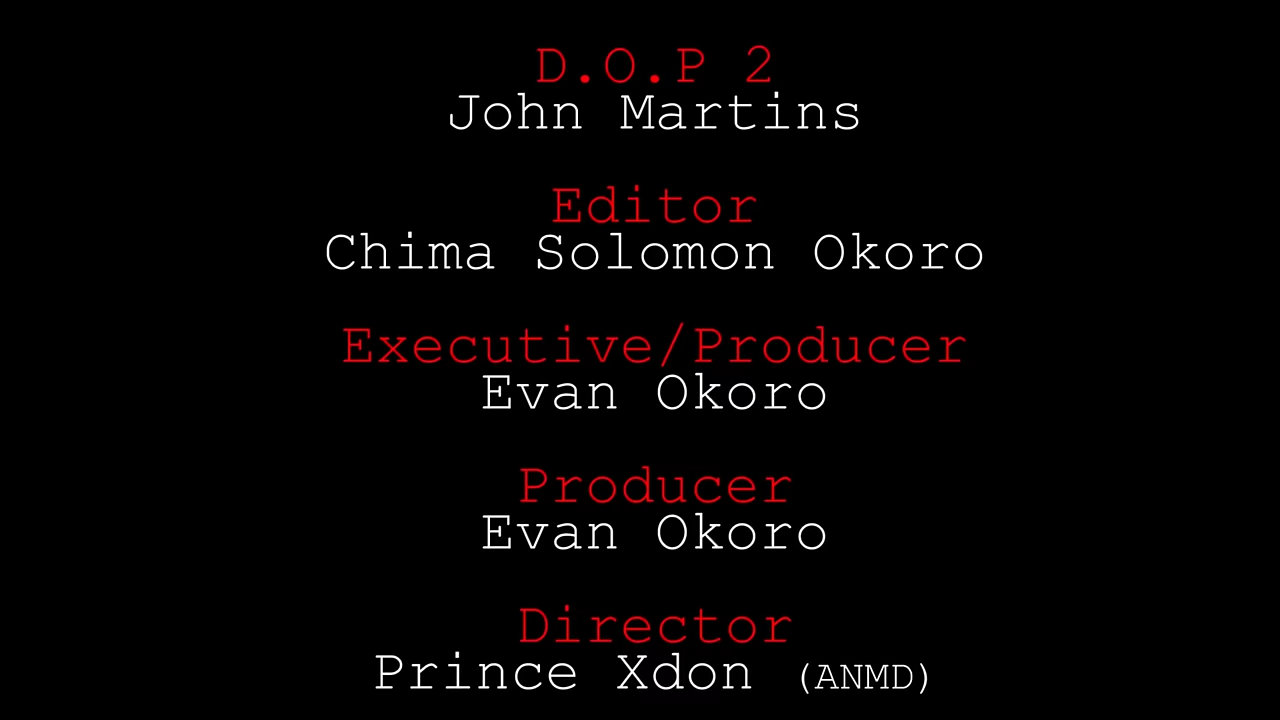 D.O.P 2
John Martins
Editor
Chima Solomon Okoro
Executive/Producer
Evan Okoro
Producer
Evan Okoro
Director
Prince Xdon (ANMD)